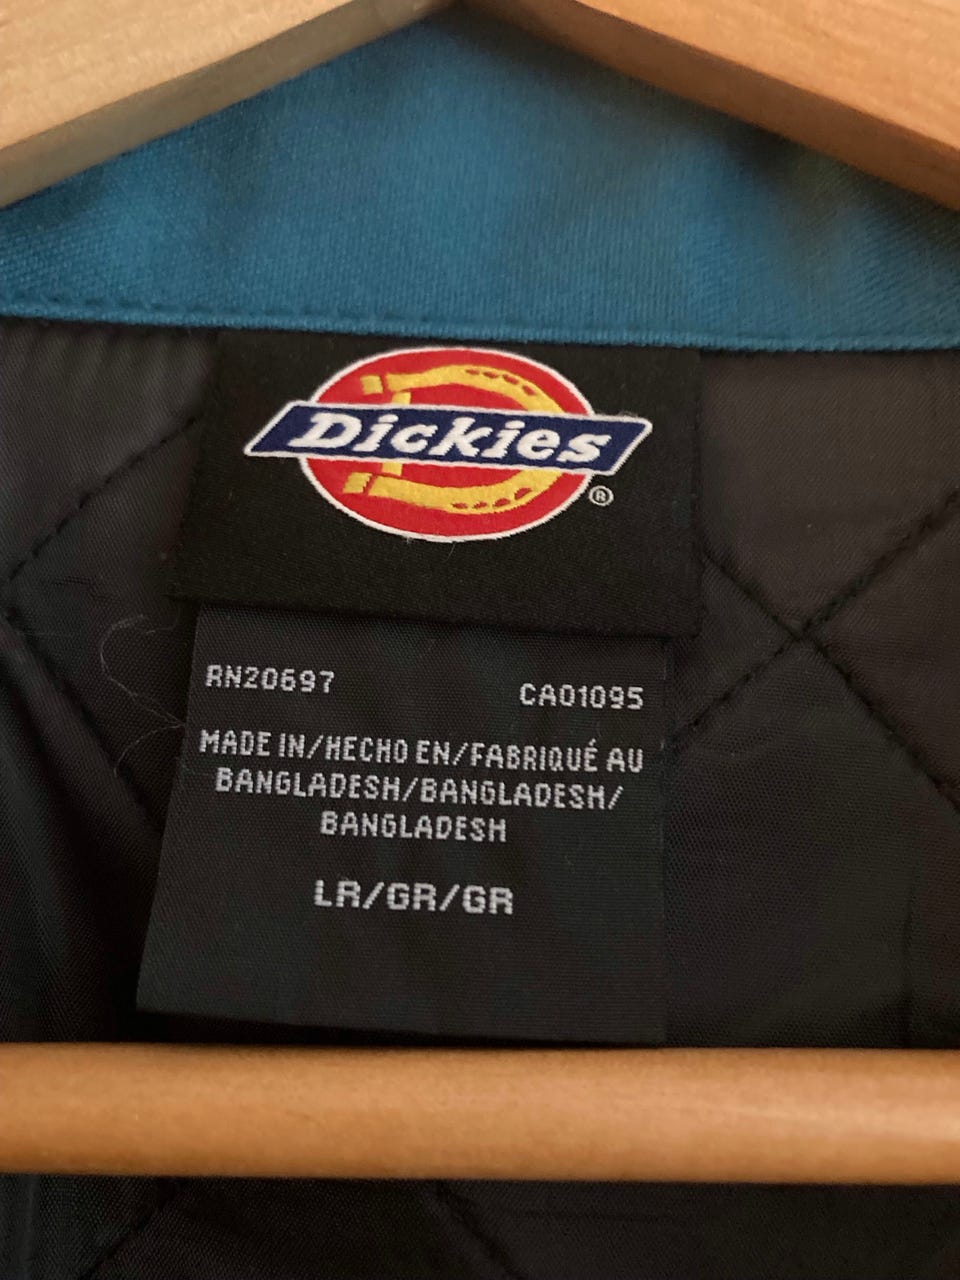 Dickies
®
RN20697
CA01095
MADE IN/HECHO EN/FABRIQUÉ AU
BANGLADESH/BANGLADESH/
BANGLADESH
LR/GR/GR